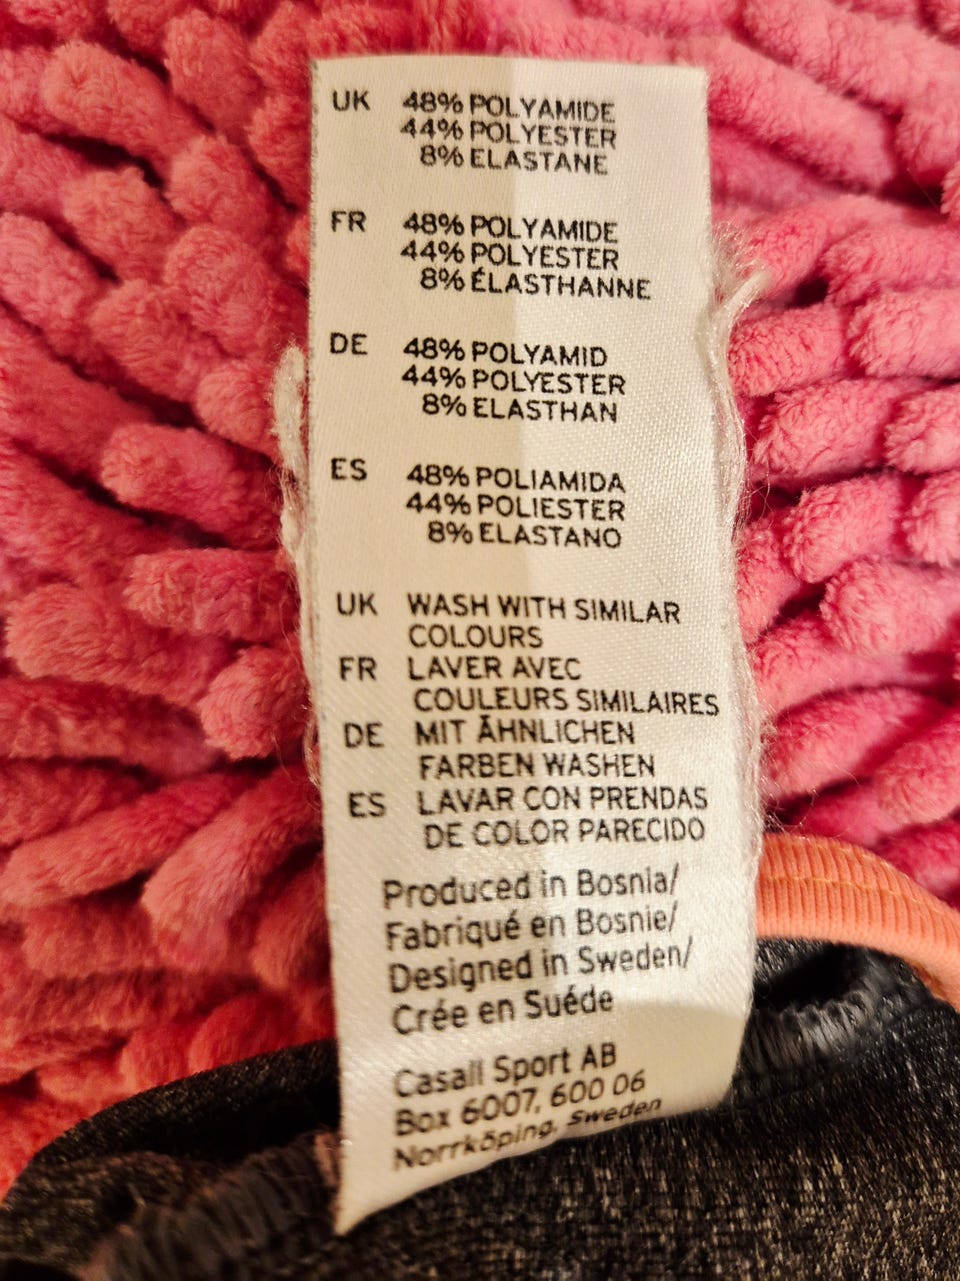 UK 48% POLYAMIDE
44% POLYESTER
8% ELASTANE
FR 48% POLYAMIDE
44% POLYESTER
8% ÉLASTHANNE
DE 48% POLYAMID
44% POLYESTER
8% ELASTHAN
ES 48% POLIAMIDA
44% POLIESTER
8% ELASTANO
UK WASH WITH SIMILAR
COLOURS
FR LAVER AVEC
COULEURS SIMILAIRES
DE MIT ÄHNLICHEN
FARBEN WASHEN
ES LAVAR CON PRENDAS
DE COLOR PARECIDO
Produced in Bosnia/
Fabriqué en Bosnie/
Designed in Sweden/
Crée en Suéde
Casall Sport AB
Box 6007, 600 06
Norrköping, Sweden